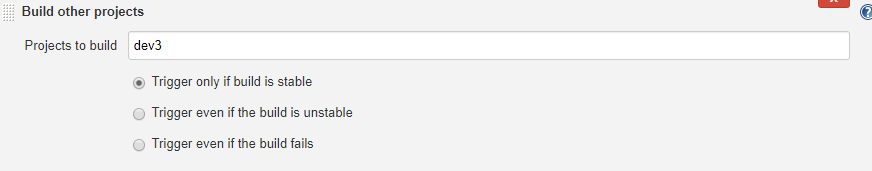 Build other projects
Projects to build dev3
Trigger only if build is stable
Trigger even if the build is unstable
Trigger even if the build fails